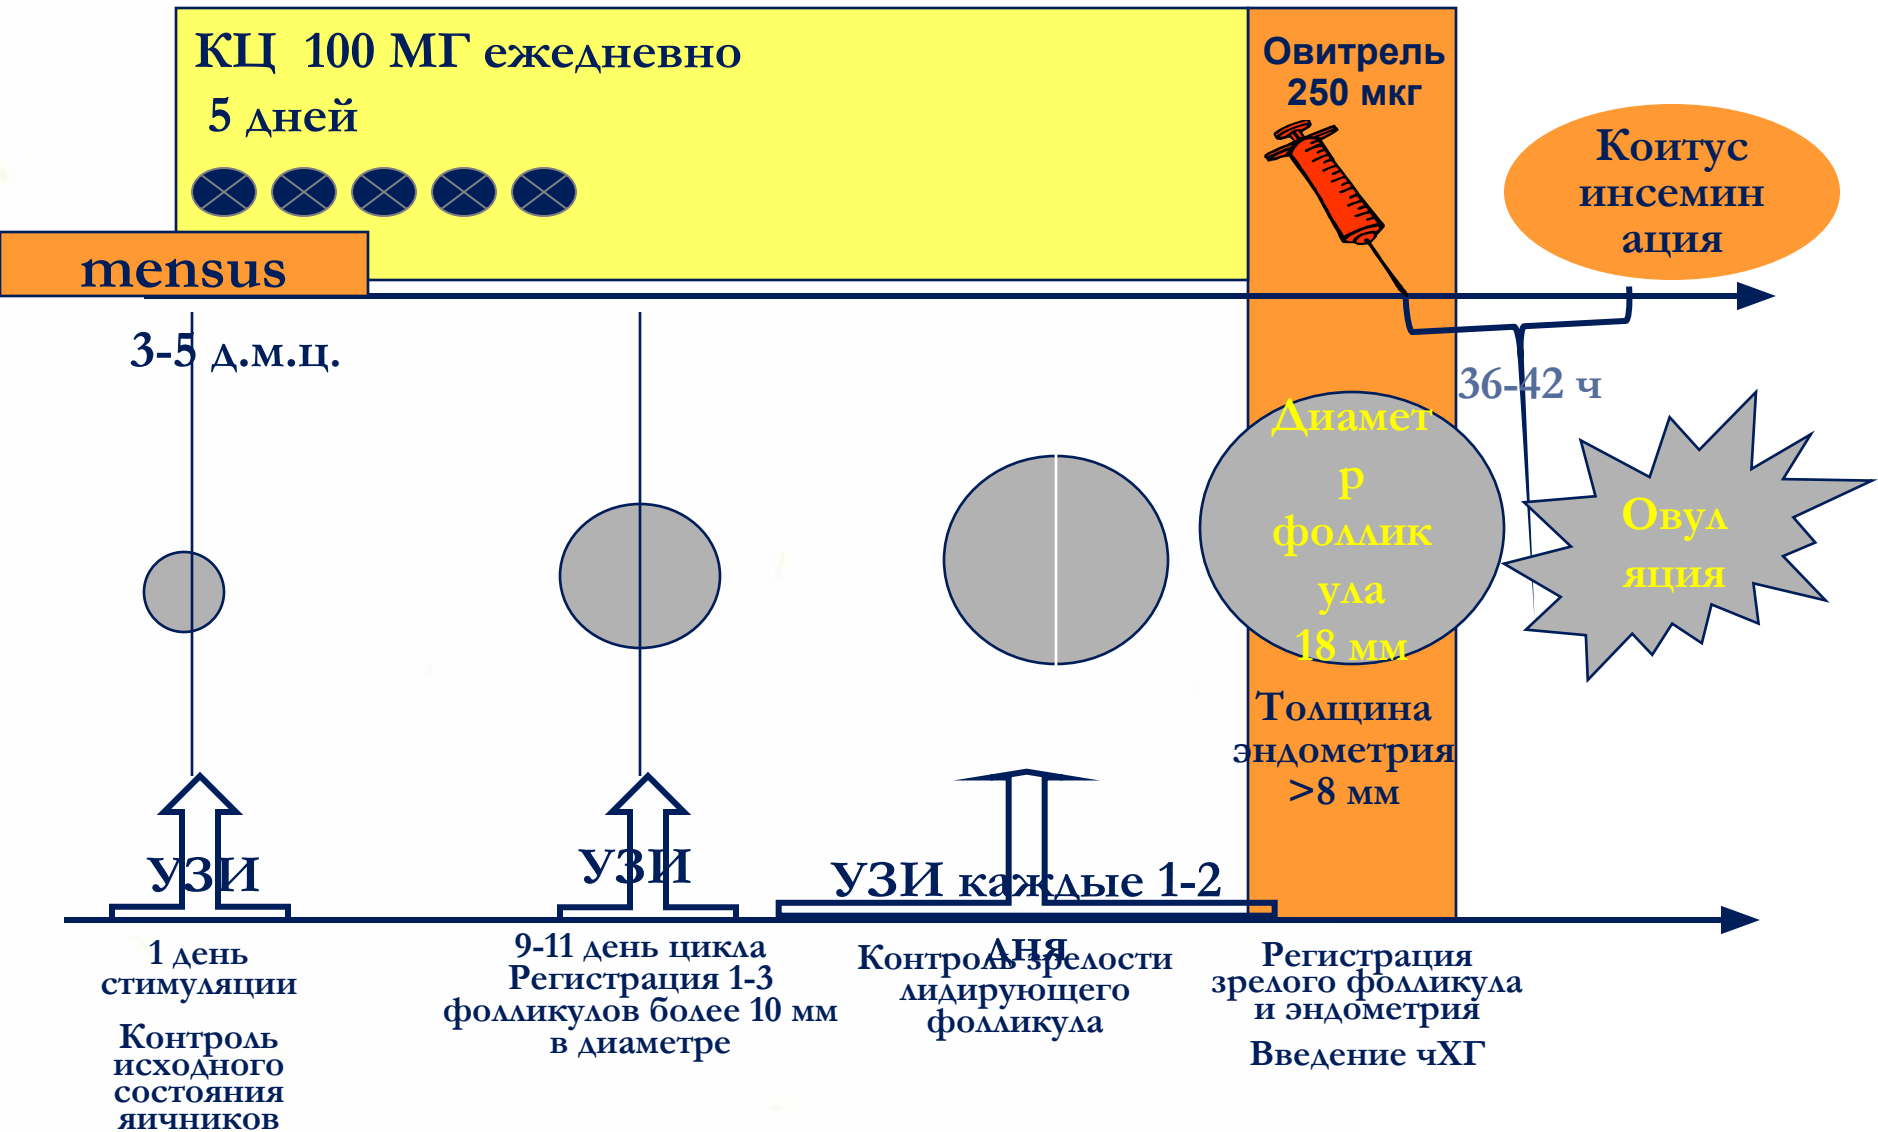 КЦ 100 МГ ежедневно
5 дней
Овитрель
250 мкг
Коитус
инсемин
ация
mensus
3-5 д.м.ц.
36-42 ч
Диамет
р
фоллик
ула
18 мм
Овул
яция
Толщина
эндометрия
>8 мм
УЗИ
УЗИ
УЗИ каждые 1-2
дня
1 день
стимуляции
Контроль
исходного
состояния
яичников
9-11 день цикла
Регистрация 1-3
фолликулов более 10 мм
в диаметре
Контроль зрелости
лидирующего
фолликула
Регистрация
зрелого фолликула
и эндометрия
Введение чХГ